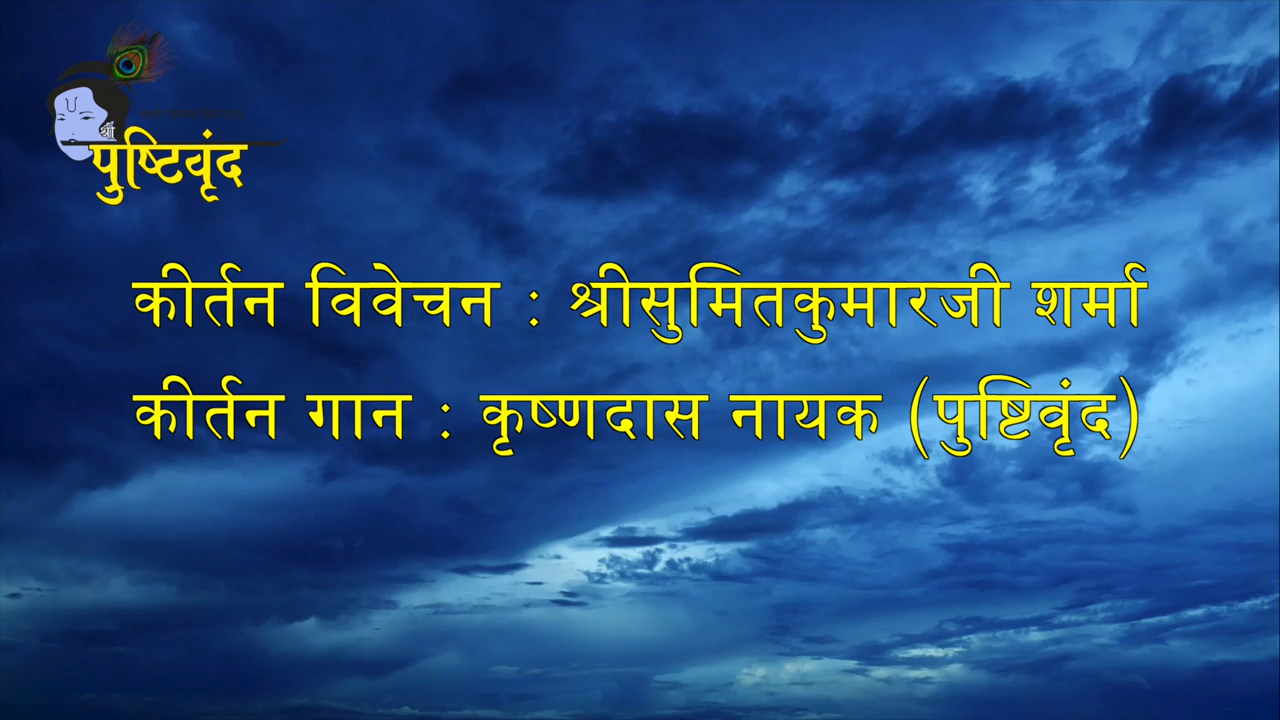 श्री
पुष्टिवृंद
कीर्तन विवेचन : श्रीसुमितकुमारजी शर्मा
कीर्तन गान : कृष्णदास नायक (पुष्टिवृंद)